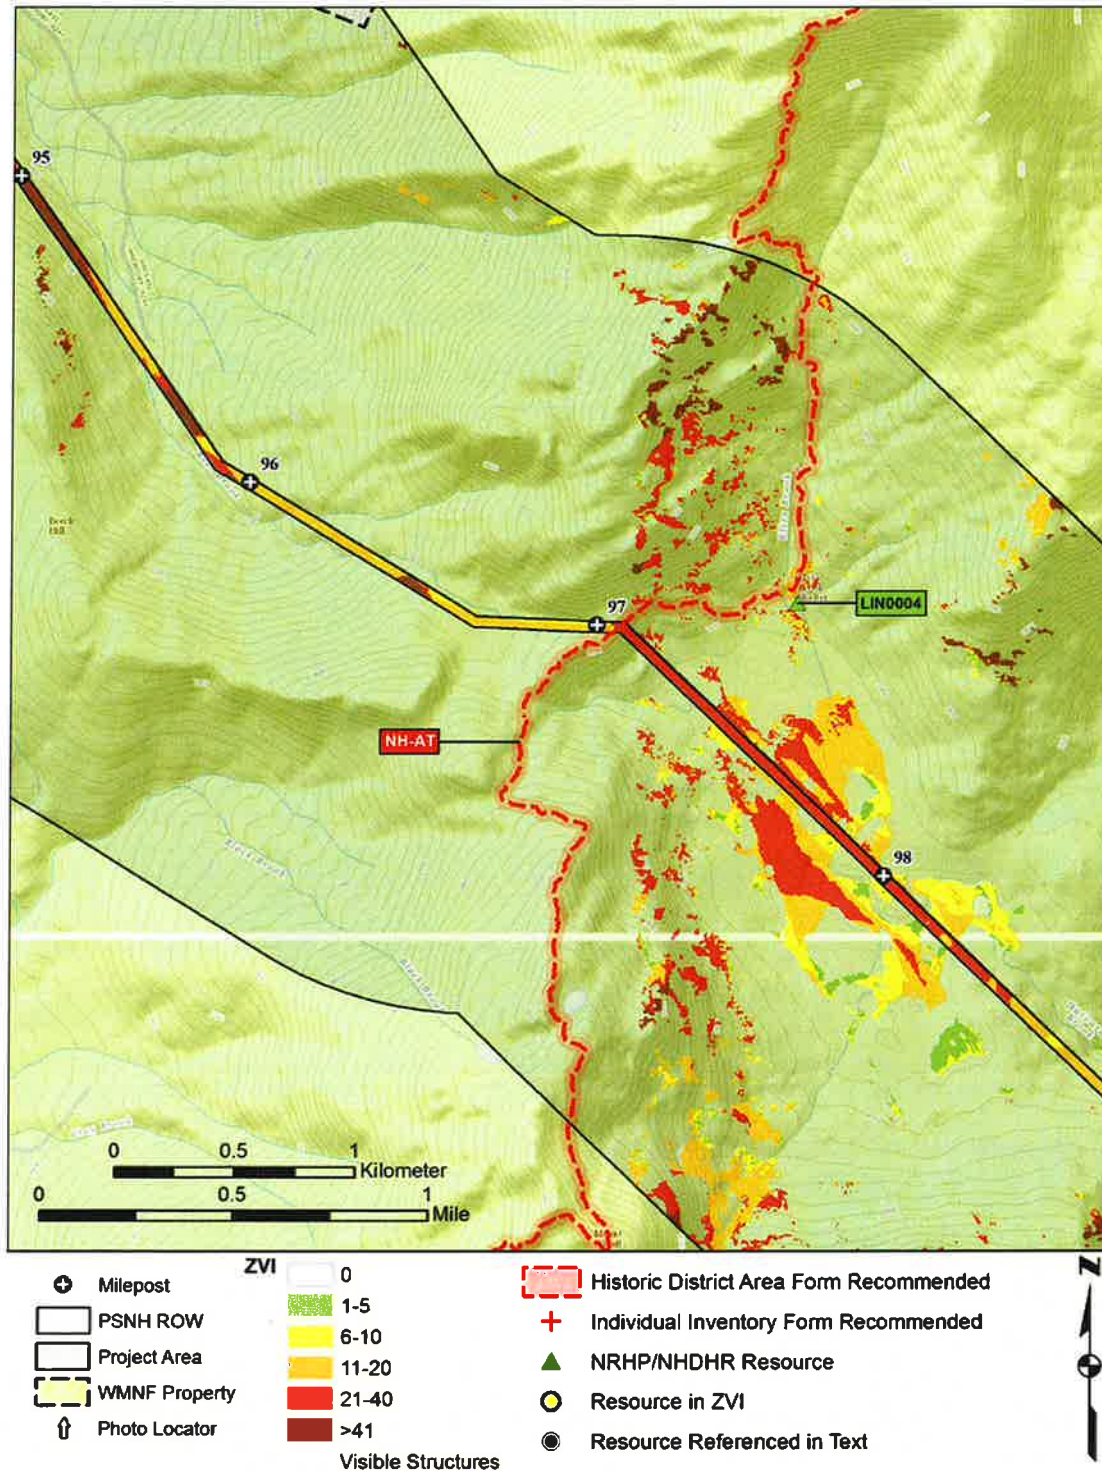 95
96
97
LIN0004
NH-AT
98
Black Brook
0 0.5 1
Kilometer
0 0.5 1
Mile
ZVI
Milepost
PSNH ROW
Project Area
WMNF Property
Photo Locator
0
1-5
6-10
11-20
21-40
>41
Visible Structures
Historic District Area Form Recommended
Individual Inventory Form Recommended
NRHP/NHDHR Resource
Resource in ZVI
Resource Referenced in Text
N